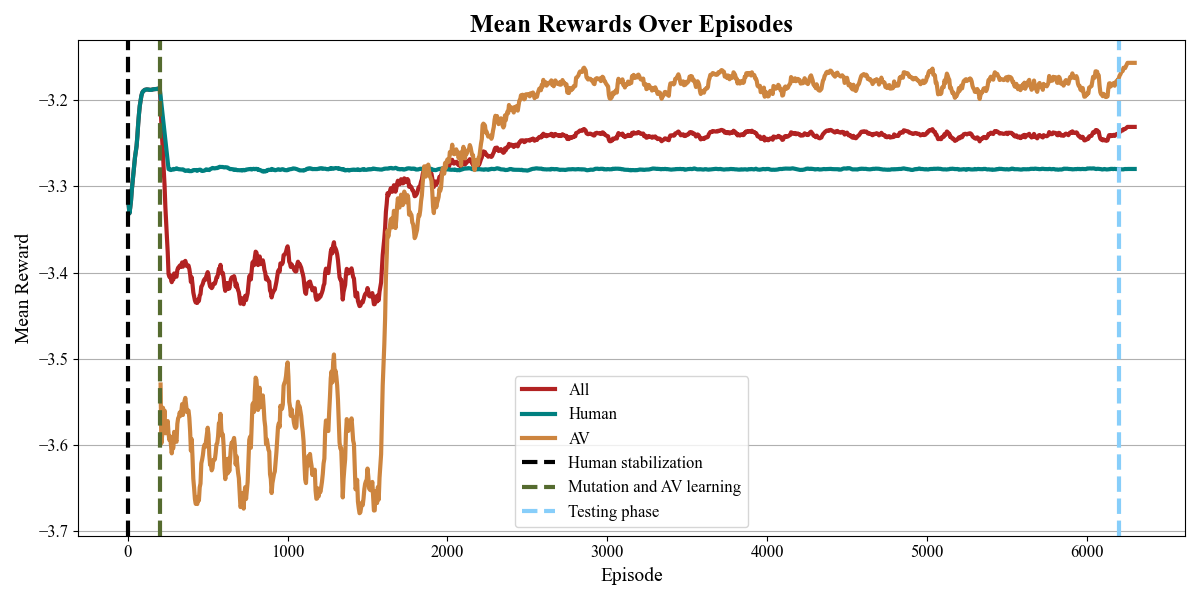 Mean Rewards Over Episodes
Mean Reward
−3.2
−3.3
−3.4
−3.5
−3.6
−3.7
All
Human
AV
Human stabilization
Mutation and AV learning
Testing phase
0
1000
2000
3000
4000
5000
6000
Episode